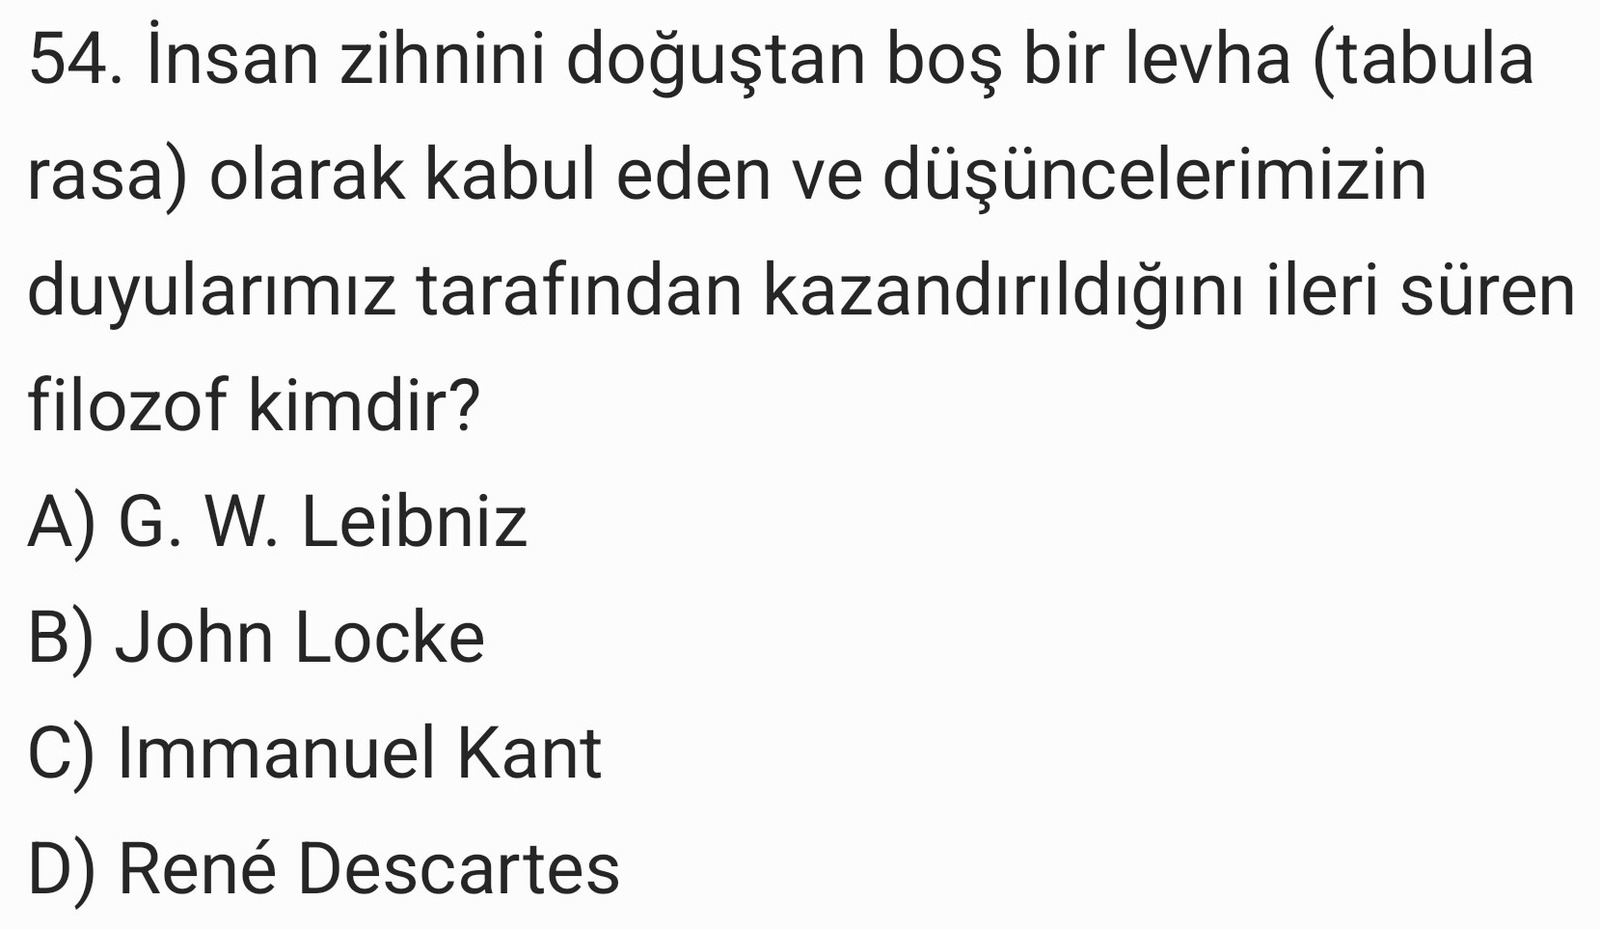 54. İnsan zihnini doğuştan boş bir levha (tabula
rasa) olarak kabul eden ve düşüncelerimizin
duyularımız tarafından kazandırıldığını ileri süren
filozof kimdir?
A) G. W. Leibniz
B) John Locke
C) Immanuel Kant
D) René Descartes